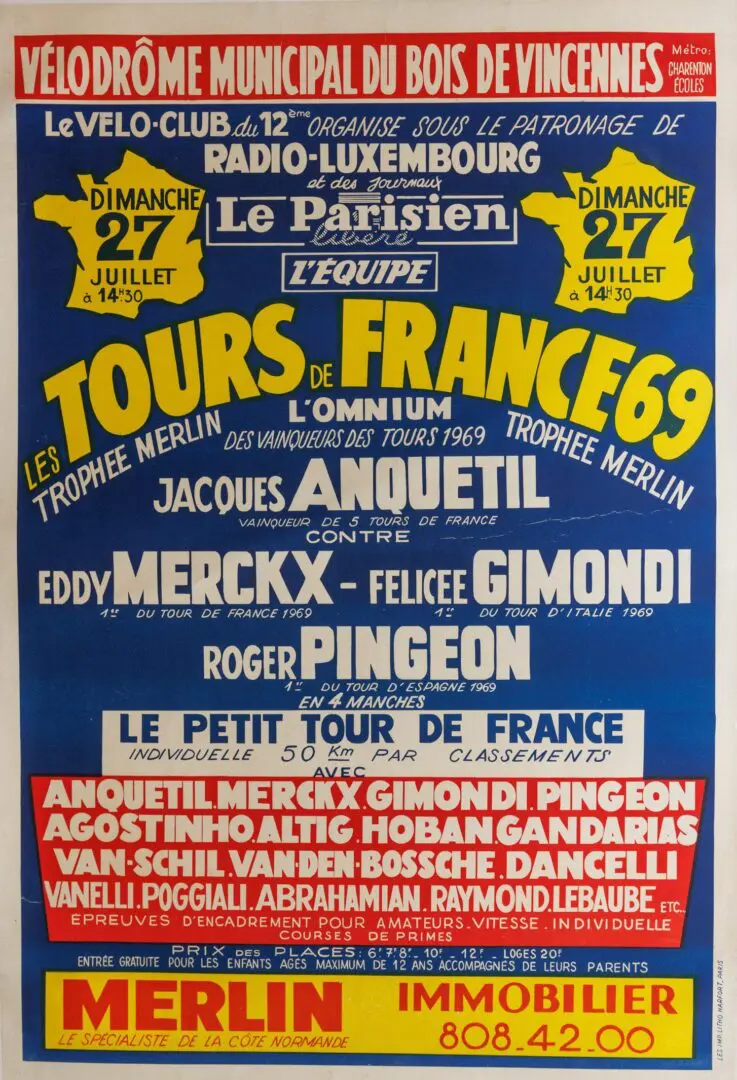 VÉLODRÔME MUNICIPAL DU BOIS DE VINCENNES
Métro:
CHARENTON
ÉCOLES
Le VELO-CLUB du 12ème ORGANISE SOUS LE PATRONAGE DE
RADIO-LUXEMBOURG
et des journaux
Le Parisien
libéré
L'ÉQUIPE
DIMANCHE
27
JUILLET
à 14H30
DIMANCHE
27
JUILLET
à 14H30
LES TOURS DE FRANCE 69
TROPHEE MERLIN
L'OMNIUM
DES VAINQUEURS DES TOURS 1969
TROPHEE MERLIN
JACQUES ANQUETIL
VAINQUEUR DE 5 TOURS DE FRANCE
CONTRE
EDDY MERCKX - FELICEE GIMONDI
1er DU TOUR DE FRANCE 1969
1er DU TOUR D'ITALIE 1969
ROGER PINGEON
1er DU TOUR D'ESPAGNE 1969
EN 4 MANCHES
LE PETIT TOUR DE FRANCE
INDIVIDUELLE 50 Km PAR CLASSEMENTS
AVEC
ANQUETIL.MERCKX.GIMONDI.PINGEON
AGOSTINHO.ALTIG.HOBAN.GANDARIAS
VAN-SCHIL.VAN-DEN-BOSSCHE.DANCELLI
VANELLI.POGGIALI.ABRAHAMIAN.RAYMOND.LEBAUBE ETC..
ÉPREUVES D'ENCADREMENT POUR AMATEURS-VITESSE-INDIVIDUELLE
COURSES DE PRIMES
PRIX DES PLACES: 6F 7F 8F - 10F - 12F - LOGES 20F
ENTRÉE GRATUITE POUR LES ENFANTS AGÉS MAXIMUM DE 12 ANS ACCOMPAGNÉS DE LEURS PARENTS
MERLIN IMMOBILIER
LE SPÉCIALISTE DE LA CÔTE NORMANDE
808-42-00
LES IMP. LITHO HARFORT, PARIS